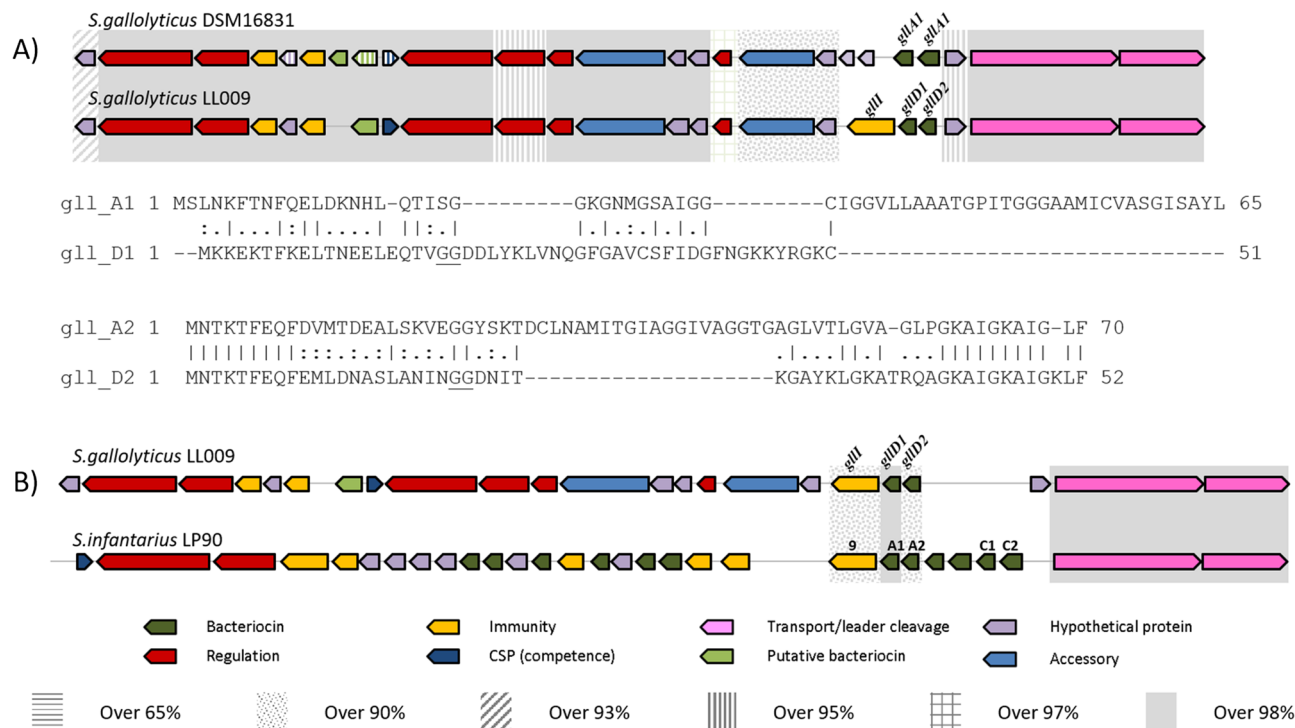 A)
S.gallolyticus DSM16831
gllA1 gllA1
S.gallolyticus LL009
gllI gllD1 gllD2
gll_A1 1 MSLNKFTNFQELDKNHL-QTISG---------GKGNMGSAIGG---------CIGGVLLAAATGPITGGGAAMICVASGISAYL 65
:...|:||....| ||:. |.|.:.|.| |
gll_D1 1 --MKKEKTFKELTNEELEQTVGGDDLYKLVNQGFGAVCSFIDGFNGKKYRGKC------------------------------- 51
gll_A2 1 MNTKTFEQFDVMTDEALSKVEGGYSKTDCLNAMITGIAGGIVAGGTGAGLVTLGVA-GLPGKAIGKAIG-LF 70
|||||||||::::.:.||:.:.||.:.| .|..||.| ...||||||||| ||
gll_D2 1 MNTKTFEQFEMLDNASLANINGGDNIT--------------------KGAYKLGKATRQAGKAIGKAIGKLF 52
B)
S.gallolyticus LL009
gllI gllD1 gllD2
S.infantarius LP90
9 A1 A2 C1 C2
Bacteriocin Immunity Transport/leader cleavage Hypothetical protein
Regulation CSP (competence) Putative bacteriocin Accessory
Over 65% Over 90% Over 93% Over 95% Over 97% Over 98%